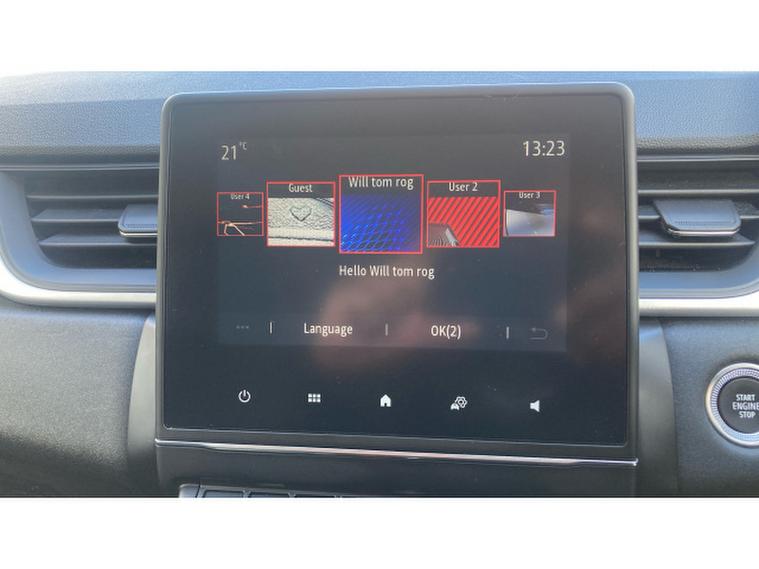 21°C
13:23
User 4
Guest
Will tom rog
User 2
User 3
Hello Will tom rog
Language
OK(2)
START
ENGINE
STOP